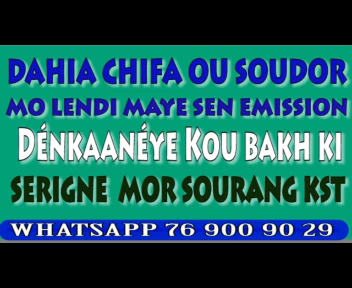 DAHIA CHIFA OU SOUDOR
MO LENDI MAYE SEN EMISSION
DÉNKAANÉYE KOU BAKH KI
SERIGNE MOR SOURANG KST
WHATSAPP 76 900 90 29